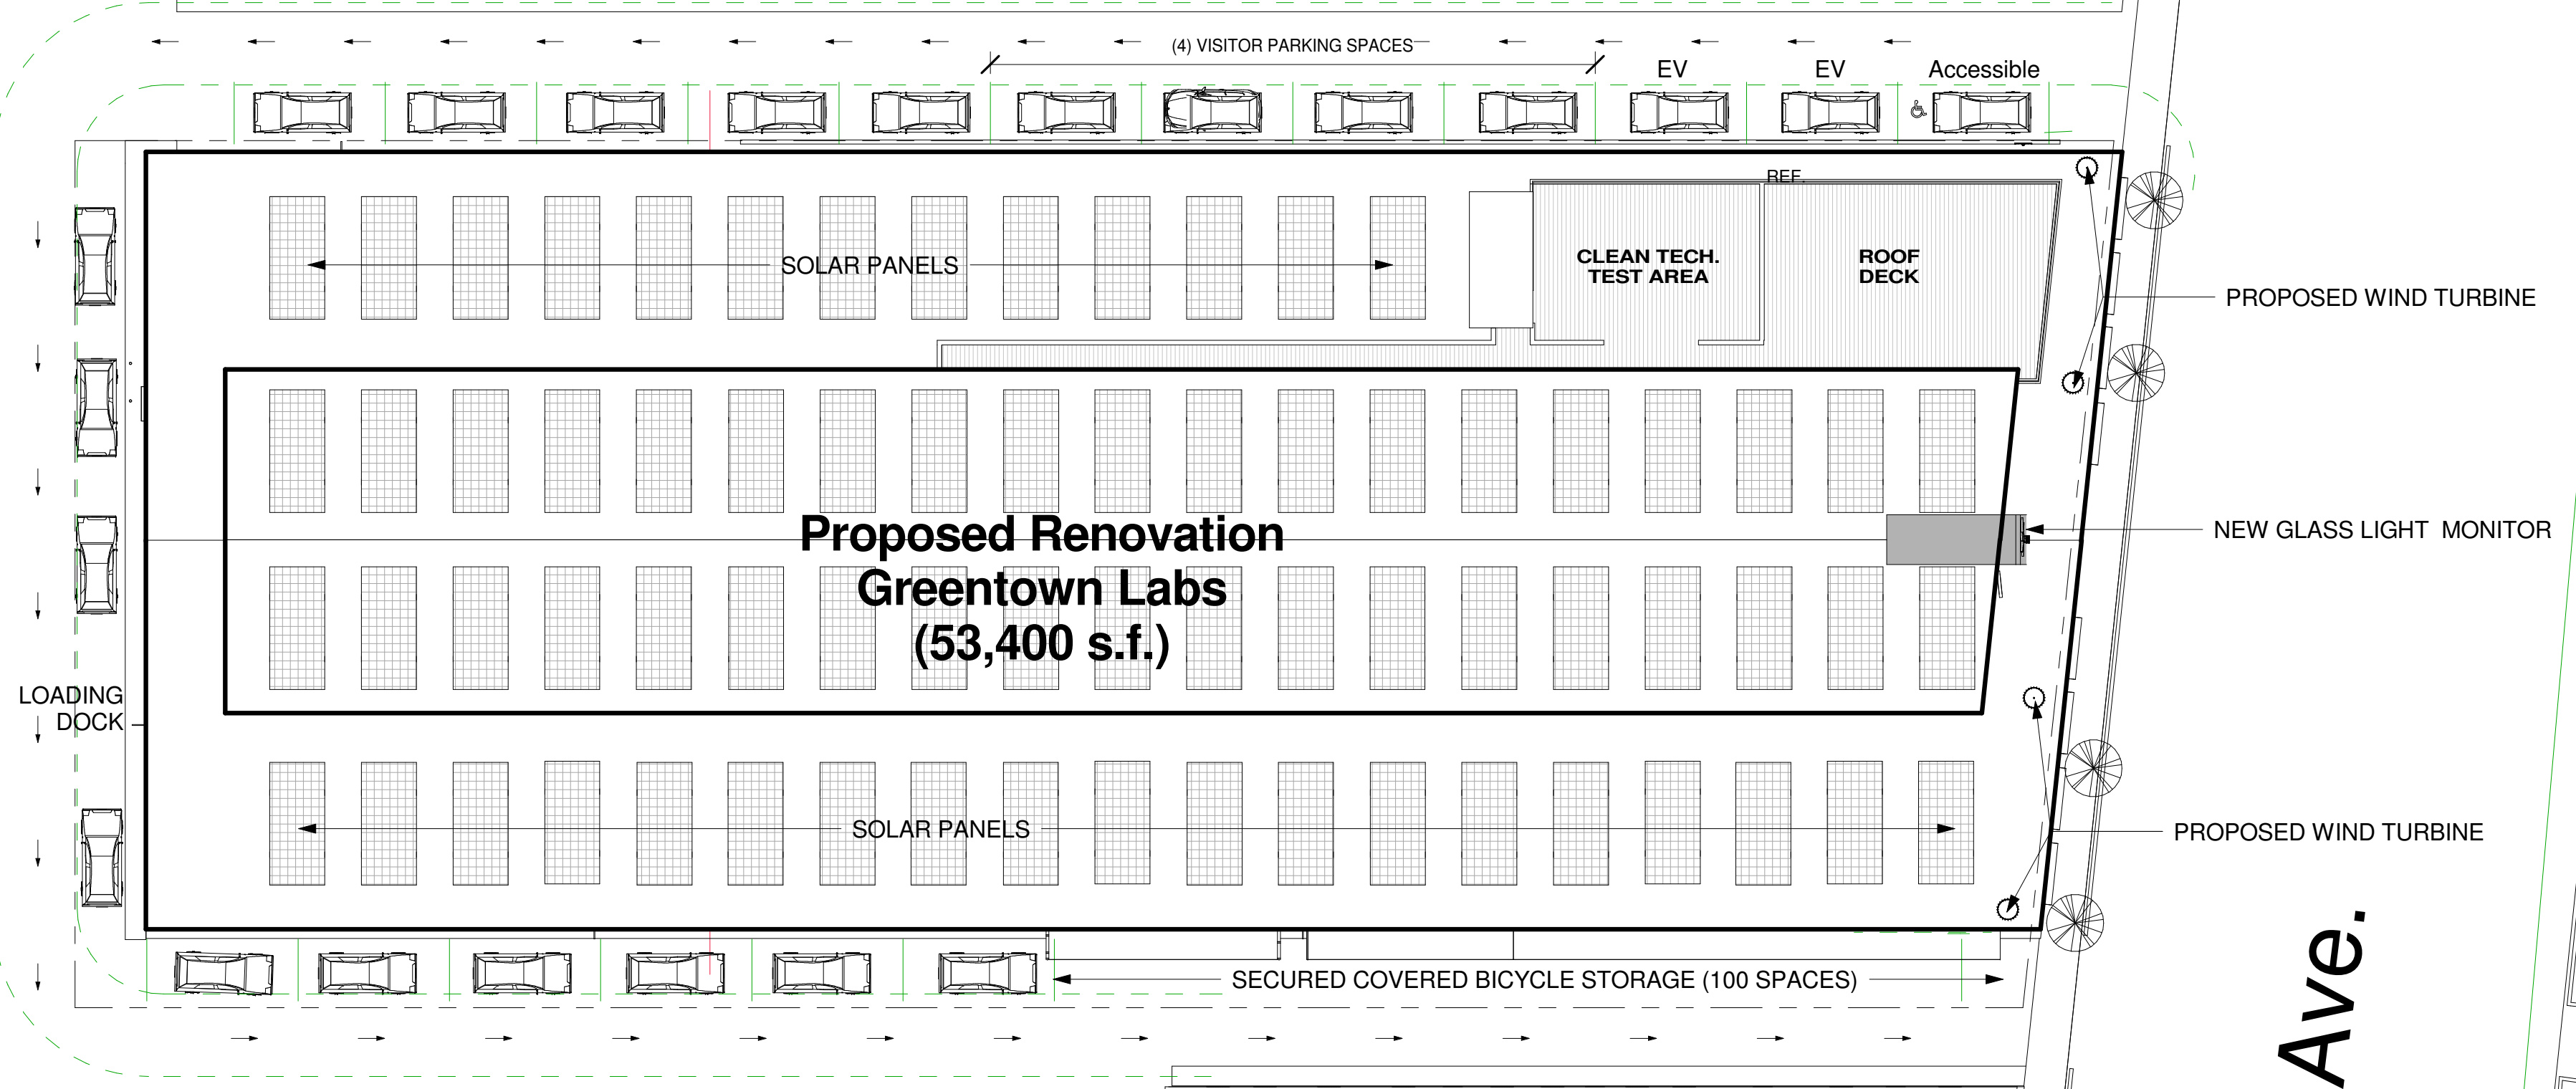 (4) VISITOR PARKING SPACES
EV
EV
Accessible
REF.
SOLAR PANELS
CLEAN TECH.
TEST AREA
ROOF
DECK
PROPOSED WIND TURBINE
Proposed Renovation
Greentown Labs
(53,400 s.f.)
NEW GLASS LIGHT MONITOR
LOADING
DOCK
SOLAR PANELS
PROPOSED WIND TURBINE
SECURED COVERED BICYCLE STORAGE (100 SPACES)
Ave.